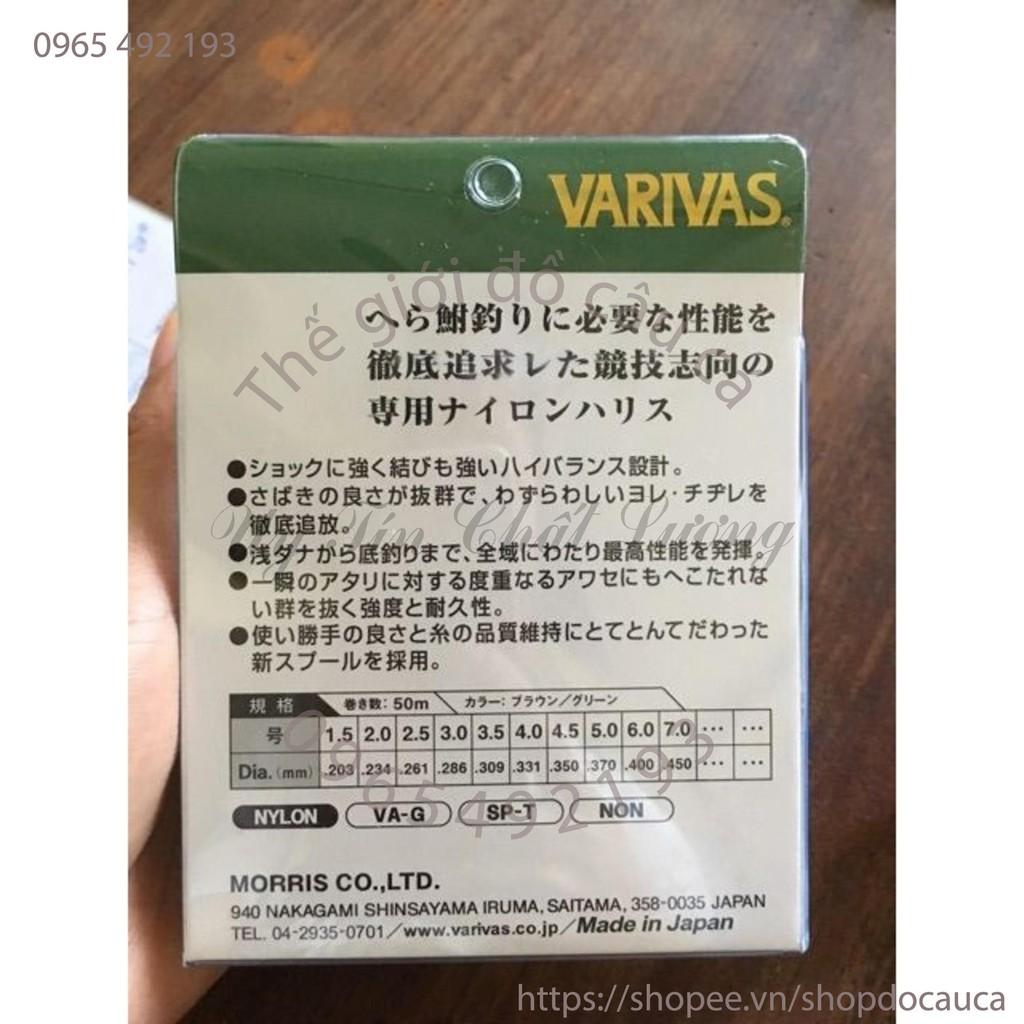 0965 492 193
VARIVAS®
Thế giới đồ câu cá
へら鮒釣りに必要な性能を
徹底追求した競技志向の
専用ナイロンハリス
●ショックに強く結びも強いハイバランス設計。
●さばきの良さが抜群で、わずらわしいヨレ・チヂレを
徹底追放。
Uy Tín Chất Lượng
●浅ダナから底釣りまで、全域にわたり最高性能を発揮。
●一瞬のアタリに対する度重なるアワセにもへこたれな
い群を抜く強度と耐久性。
●使い勝手の良さと糸の品質維持にとてとんてだわった
新スプールを採用。
規格 巻き数：50m カラー：ブラウン／グリーン
号 1.5 2.0 2.5 3.0 3.5 4.0 4.5 5.0 6.0 7.0 … …
Dia.(mm) .203 .234 .261 .286 .309 .331 .350 .370 .400 .450 … …
0965492193
NYLON VA-G SP-T NON
MORRIS CO.,LTD.
940 NAKAGAMI SHINSAYAMA IRUMA, SAITAMA, 358-0035 JAPAN
TEL. 04-2935-0701／www.varivas.co.jp／Made in Japan
https://shopee.vn/shopdocauca